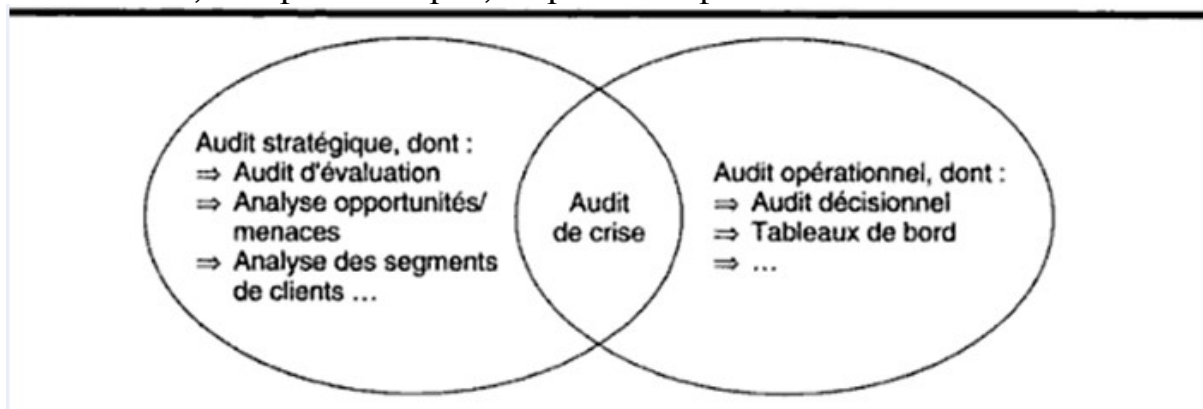 Audit stratégique, dont :
⇒ Audit d'évaluation
⇒ Analyse opportunités/
menaces
⇒ Analyse des segments
de clients ...
Audit
de crise
Audit opérationnel, dont :
⇒ Audit décisionnel
⇒ Tableaux de bord
⇒ ...